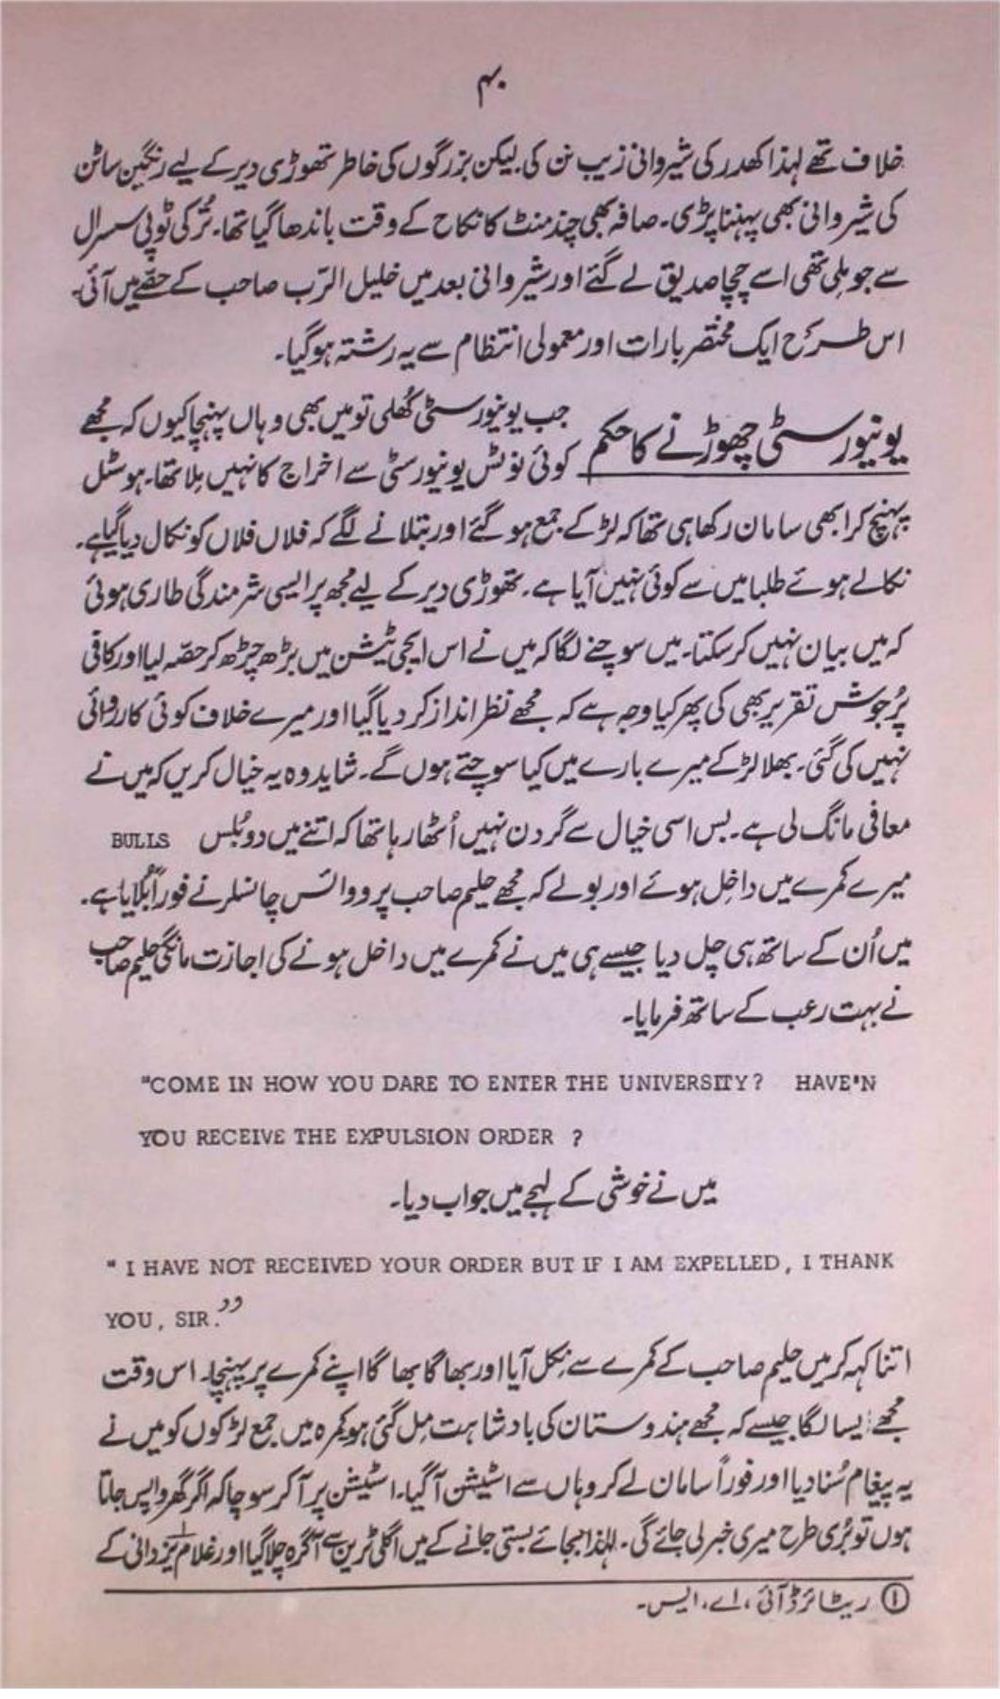 ۴۰
خلاف تھے لہذا کھدر کی شیروانی زیب تن کی لیکن بزرگوں کی خاطر تھوڑی دیر کے لیے رنگین ساٹن
کی شیروانی بھی پہننا پڑی۔ صافہ بھی چند منٹ کا نکاح کے وقت باندھا گیا تھا۔ ترکی ٹوپی سسرال
سے جو ملی تھی اسے چچا صدیق لے گئے اور شیروانی بعد میں خلیل الرّب صاحب کے حصّے میں آئی۔
اس طرح ایک مختصر بارات اور معمولی انتظام سے یہ رشتہ ہو گیا۔
یونیورسٹی چھوڑنے کا حکم جب یونیورسٹی کُھلی تو میں بھی وہاں پہنچا کیوں کہ مجھے
کوئی نوٹس یونیورسٹی سے اخراج کا نہیں مِلا تھا۔ ہوسٹل
پہنچ کر ابھی سامان رکھا ہی تھا کہ لڑکے جمع ہو گئے اور بتلانے لگے کہ فلاں فلاں کو نکال دیا گیا ہے۔
نکالے ہوئے طلبا میں سے کوئی نہیں آیا ہے۔ تھوڑی دیر کے لیے مجھ پر ایسی شرمندگی طاری ہوئی
کہ میں بیان نہیں کر سکتا۔ میں سوچنے لگا کہ میں نے اس ایجی ٹیشن میں بڑھ چڑھ کر حصّہ لیا اور کافی
پُرجوش تقریر بھی کی پھر کیا وجہ ہے کہ مجھے نظر انداز کر دیا گیا اور میرے خلاف کوئی کارروائی
نہیں کی گئی۔ بھلا لڑکے میرے بارے میں کیا سوچتے ہوں گے۔ شاید وہ یہ خیال کریں کہ میں نے
معافی مانگ لی ہے۔ بس اسی خیال سے گردن نہیں اُٹھا رہا تھا کہ اتنے میں دو بُلس BULLS
میرے کمرے میں داخل ہوئے اور بولے کہ مجھے حلیم صاحب پرو وائس چانسلر نے فوراً بُلایا ہے۔
میں اُن کے ساتھ ہی چل دیا جیسے ہی میں نے کمرے میں داخل ہونے کی اجازت مانگی حلیم صاحب
نے بہت رعب کے ساتھ فرمایا۔
"COME IN HOW YOU DARE TO ENTER THE UNIVERSITY? HAVE'N
YOU RECEIVE THE EXPULSION ORDER ?
میں نے خوشی کے لہجے میں جواب دیا۔
" I HAVE NOT RECEIVED YOUR ORDER BUT IF I AM EXPELLED, I THANK
YOU, SIR.”
اتنا کہہ کر میں حلیم صاحب کے کمرے سے نِکل آیا اور بھاگا بھاگا اپنے کمرے پر پہنچا۔ اس وقت
مجھے ایسا لگا جیسے کہ مجھے ہندوستان کی بادشاہت مِل گئی ہو کمرہ میں جمع لڑکوں کو میں نے
یہ پیغام سُنا دیا اور فوراً سامان لے کر وہاں سے اسٹیشن آ گیا۔ اسٹیشن پر آ کر سوچا کہ اگر گھر واپس جاتا
ہوں تو بُری طرح میری خبر لی جائے گی۔ لہٰذا بجائے بستی جانے کے میں اگلی ٹرین سے آگرہ چلا گیا اور غلام یزدانی کے
① ریٹائرڈ آئی، اے، ایس۔